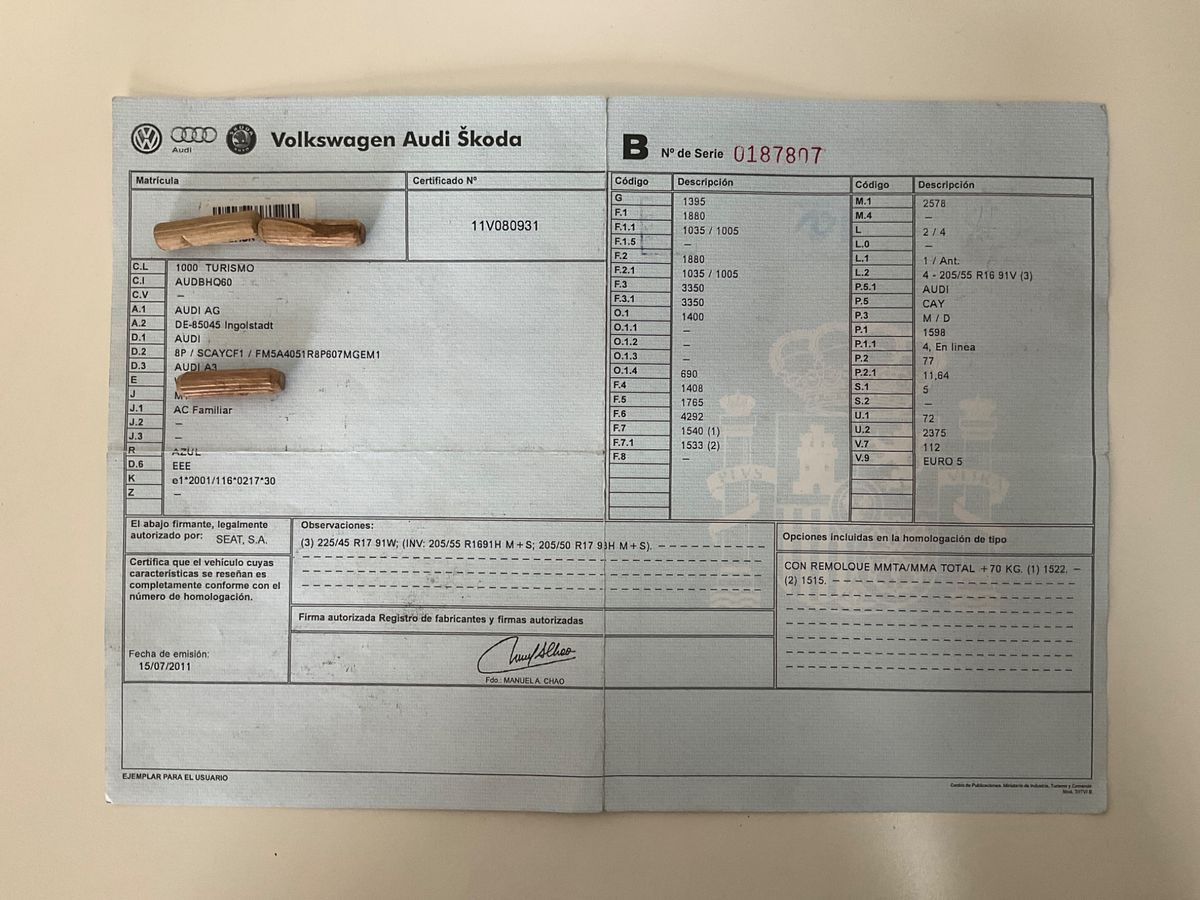 Audi
Volkswagen Audi Škoda
B Nº de Serie 0187807
Matrícula
Certificado Nº
11V080931
C.L 1000 TURISMO
C.I AUDBHQ60
C.V –
A.1 AUDI AG
A.2 DE-85045 Ingolstadt
D.1 AUDI
D.2 8P / SCAYCF1 / FM5A4051R8P607MGEM1
D.3 AUDI A3
E
J
J.1 AC Familiar
J.2 –
J.3 –
R AZUL
D.6 EEE
K e1*2001/116*0217*30
Z –
Código Descripción
G 1395
F.1 1880
F.1.1 1035 / 1005
F.1.5 –
F.2 1880
F.2.1 1035 / 1005
F.3 3350
F.3.1 3350
O.1 1400
O.1.1 –
O.1.2 –
O.1.3 –
O.1.4 690
F.4 1408
F.5 1765
F.6 4292
F.7 1540 (1)
F.7.1 1533 (2)
F.8 –
Código Descripción
M.1 2578
M.4 –
L 2 / 4
L.0 –
L.1 1 / Ant.
L.2 4 - 205/55 R16 91V (3)
P.5.1 AUDI
P.5 CAY
P.3 M / D
P.1 1598
P.1.1 4, En linea
P.2 77
P.2.1 11,64
S.1 5
S.2 –
U.1 72
U.2 2375
V.7 112
V.9 EURO 5
El abajo firmante, legalmente
autorizado por: SEAT, S.A.
Certifica que el vehículo cuyas
características se reseñan es
completamente conforme con el
número de homologación.
Fecha de emisión:
15/07/2011
Observaciones:
(3) 225/45 R17 91W; (INV: 205/55 R1691H M+S; 205/50 R17 93H M+S).
Firma autorizada Registro de fabricantes y firmas autorizadas
Fdo.: MANUEL A. CHAO
Opciones incluidas en la homologación de tipo
CON REMOLQUE MMTA/MMA TOTAL +70 KG. (1) 1522, –
(2) 1515.
EJEMPLAR PARA EL USUARIO
Centro de Publicaciones. Ministerio de Industria, Turismo y Comercio